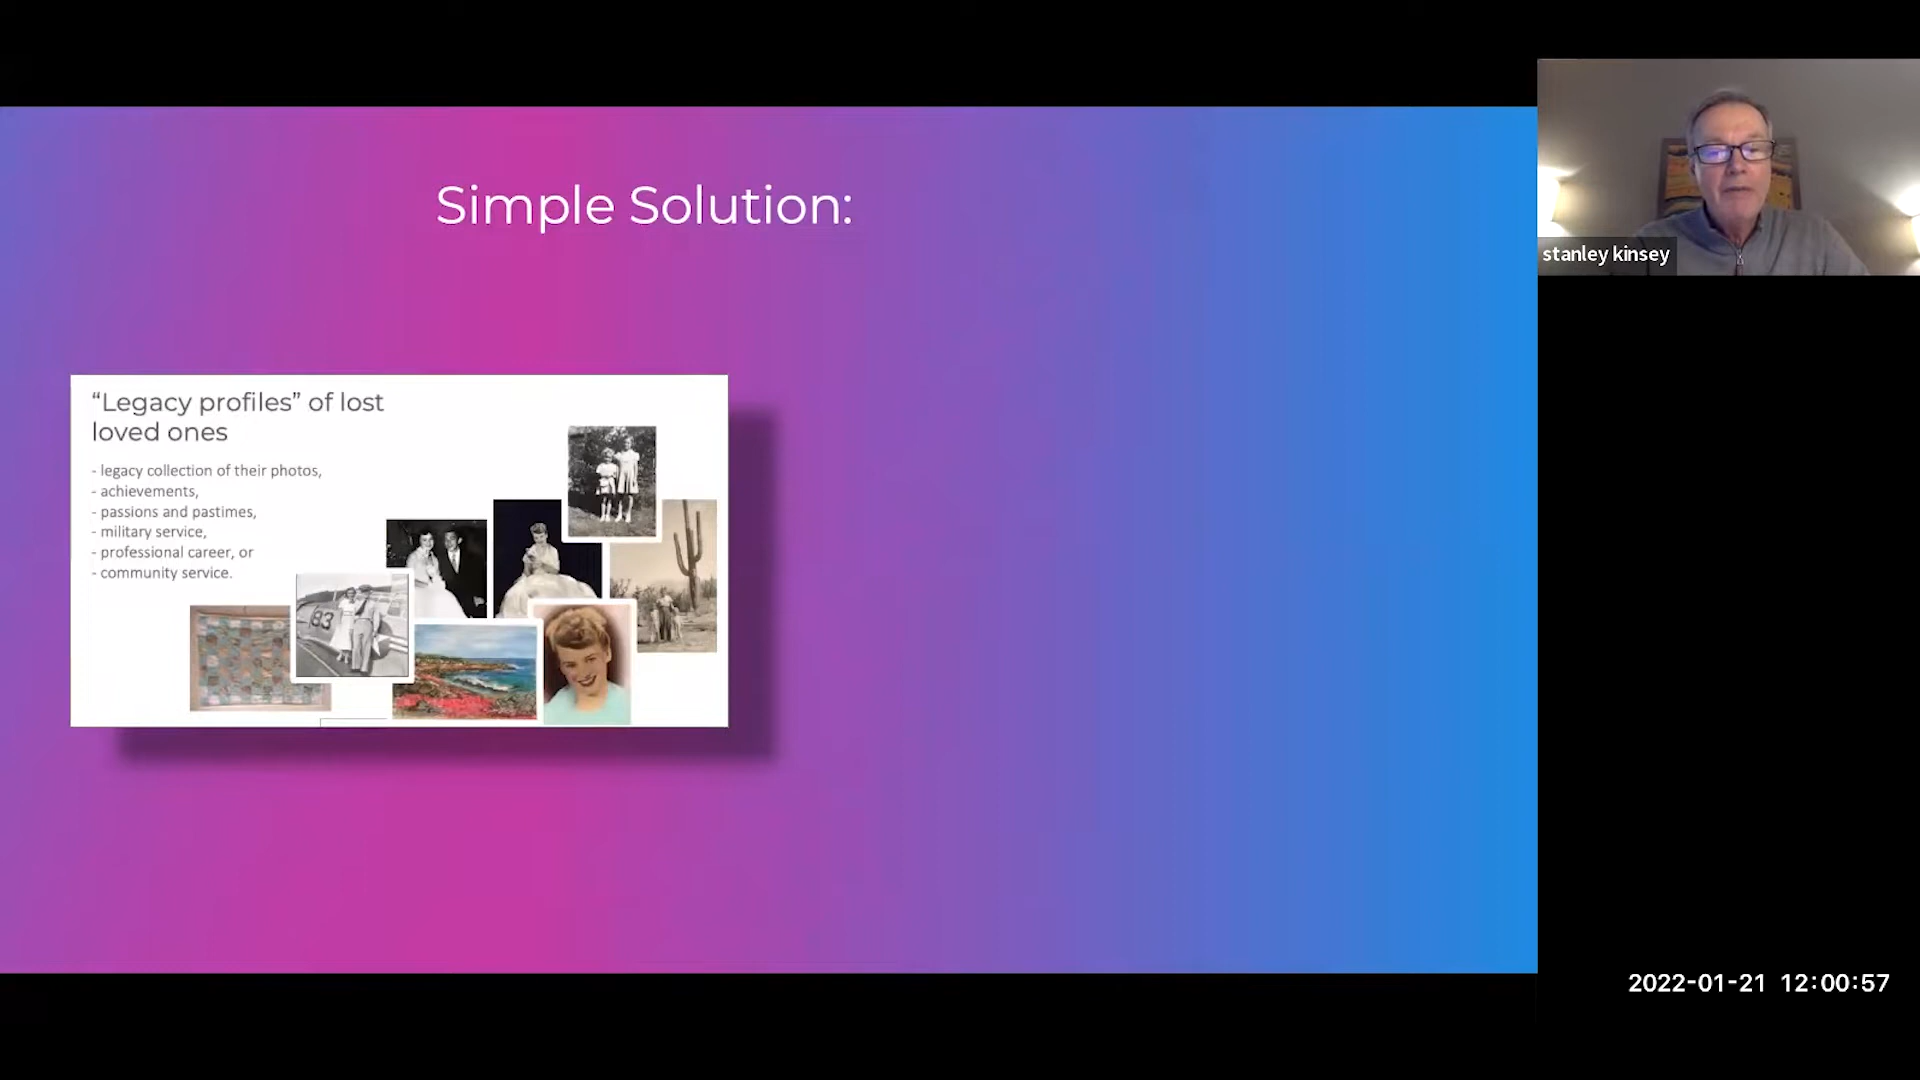 Simple Solution:
“Legacy profiles” of lost
loved ones
- legacy collection of their photos,
- achievements,
- passions and pastimes,
- military service,
- professional career, or
- community service.
183
stanley kinsey
2022-01-21 12:00:57